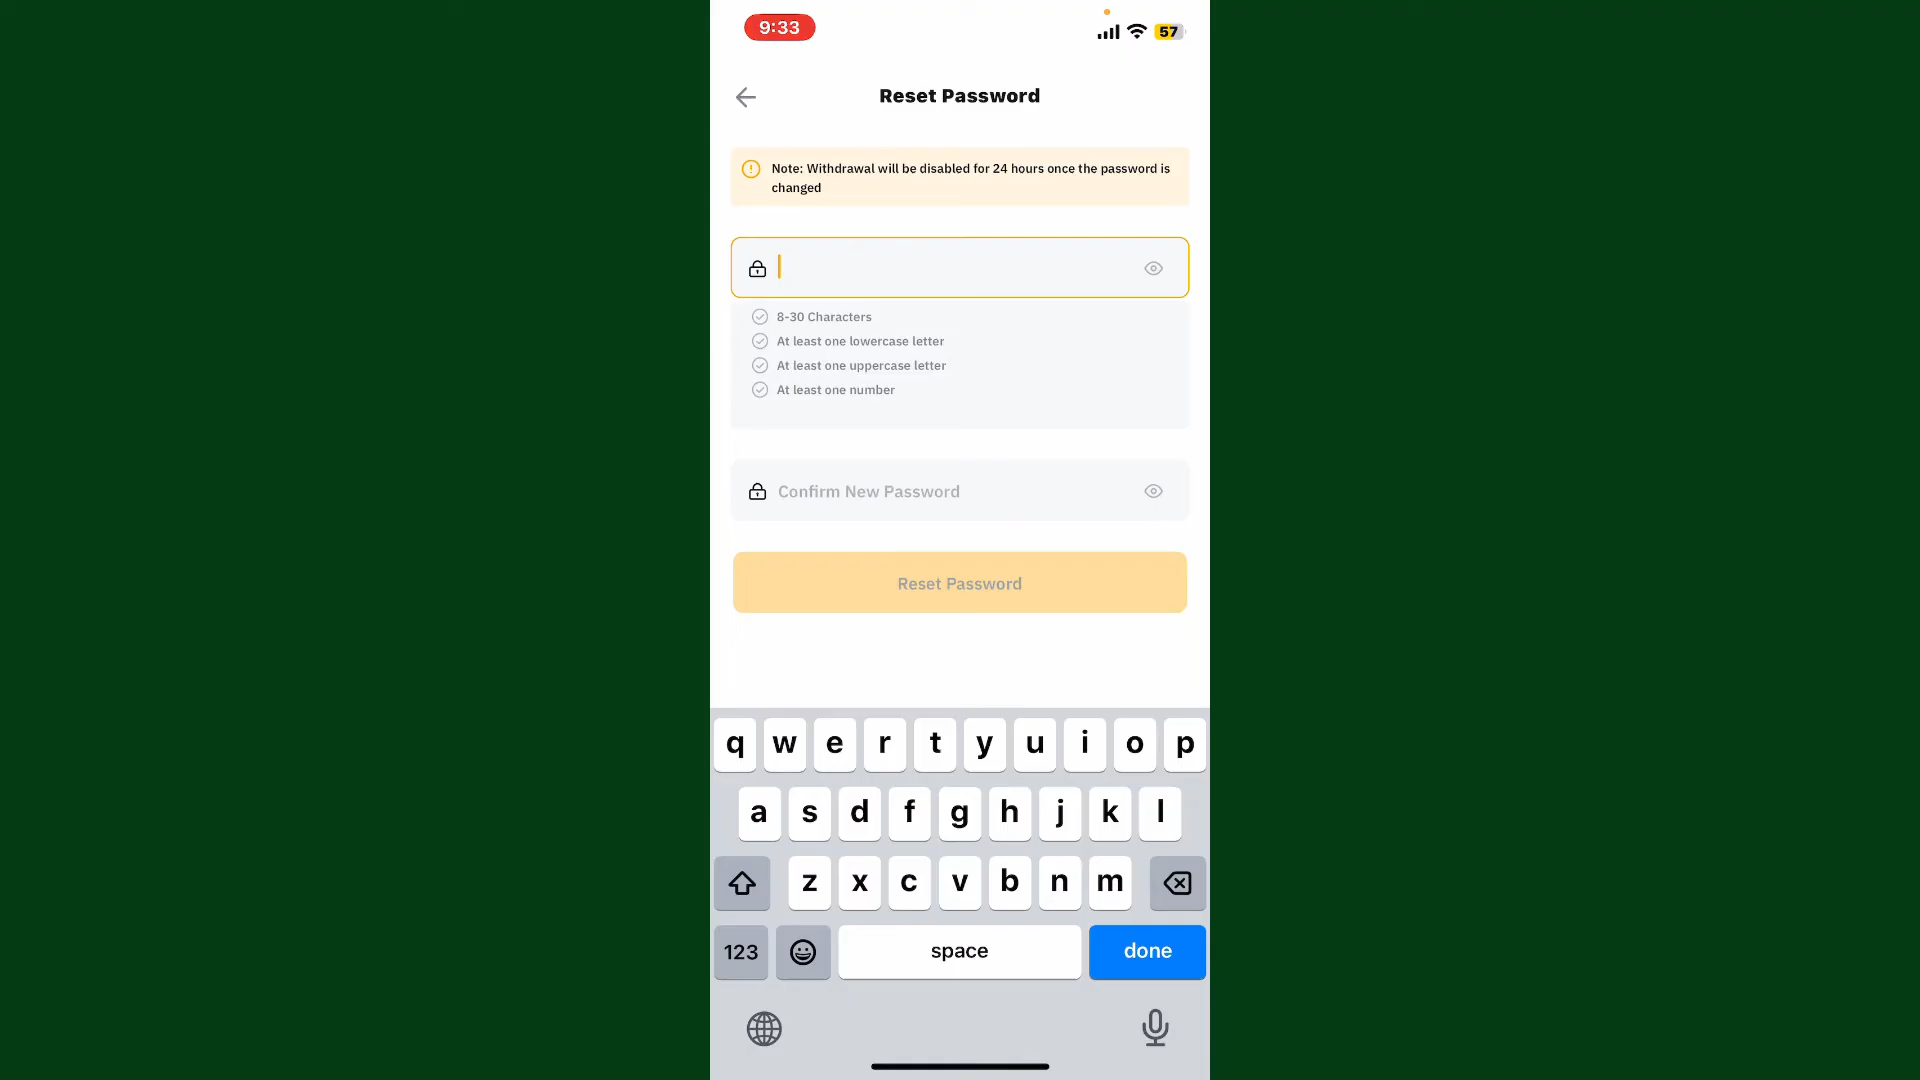 9:33
57
Reset Password
Note: Withdrawal will be disabled for 24 hours once the password is
changed
8-30 Characters
At least one lowercase letter
At least one uppercase letter
At least one number
Confirm New Password
Reset Password
q w e r t y u i o p
a s d f g h j k l
z x c v b n m
123 space done